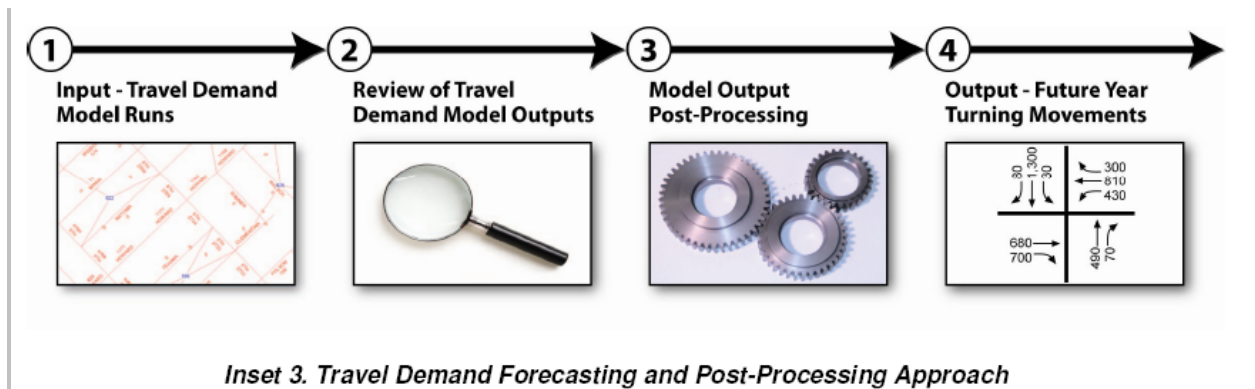 1
2
3
4
Input - Travel Demand
Model Runs
Review of Travel
Demand Model Outputs
Model Output
Post-Processing
Output - Future Year
Turning Movements
80
1,300
30
300
810
430
680
700
490
70
Inset 3. Travel Demand Forecasting and Post-Processing Approach